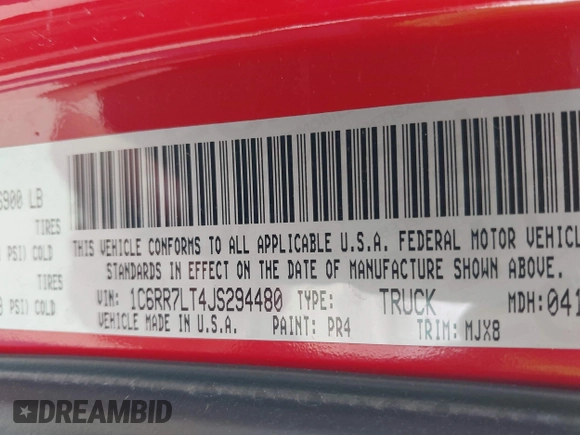 6900 LB
TIRES
PSI) COLD
TIRES
PSI) COLD
THIS VEHICLE CONFORMS TO ALL APPLICABLE U.S.A. FEDERAL MOTOR VEHICL
STANDARDS IN EFFECT ON THE DATE OF MANUFACTURE SHOWN ABOVE.
VIN: 1C6RR7LT4JS294480 TYPE: TRUCK MDH:041
VEHICLE MADE IN U.S.A. PAINT: PR4 TRIM: MJX8
DREAMBID